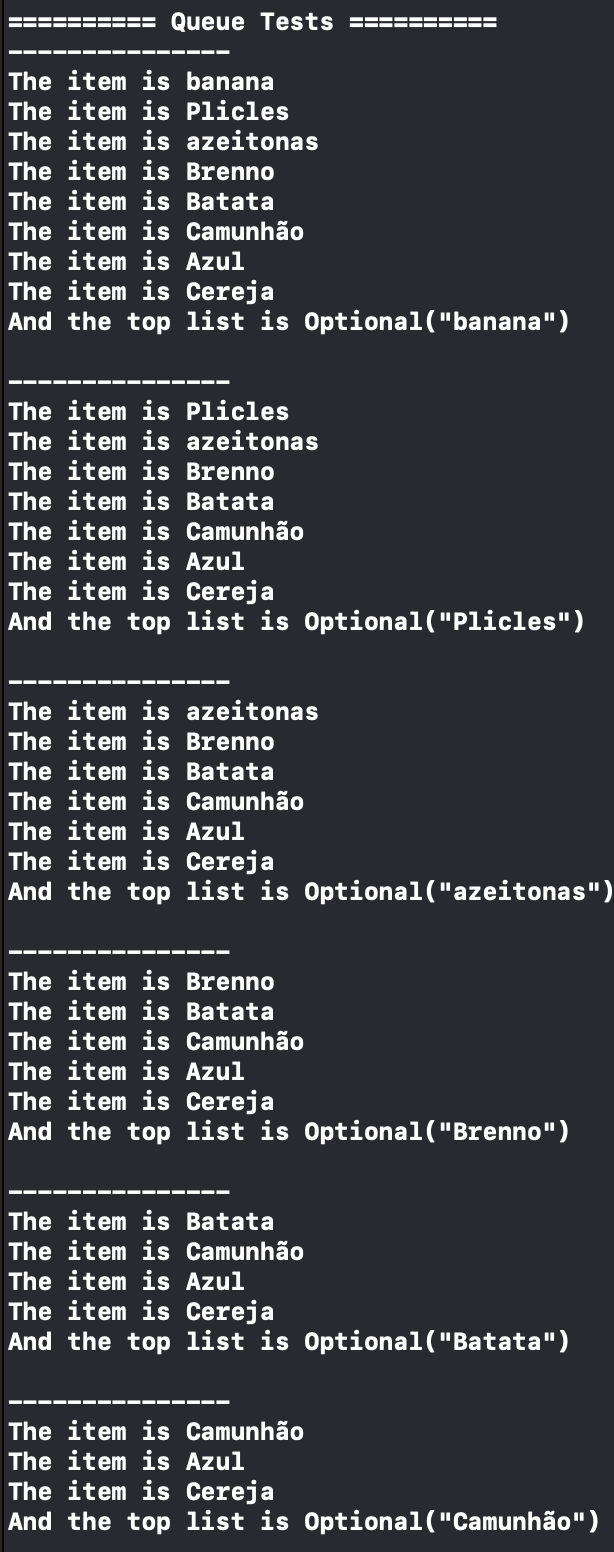 ========== Queue Tests ==========
---------------
The item is banana
The item is Plicles
The item is azeitonas
The item is Brenno
The item is Batata
The item is Camunhão
The item is Azul
The item is Cereja
And the top list is Optional("banana")
---------------
The item is Plicles
The item is azeitonas
The item is Brenno
The item is Batata
The item is Camunhão
The item is Azul
The item is Cereja
And the top list is Optional("Plicles")
---------------
The item is azeitonas
The item is Brenno
The item is Batata
The item is Camunhão
The item is Azul
The item is Cereja
And the top list is Optional("azeitonas")
---------------
The item is Brenno
The item is Batata
The item is Camunhão
The item is Azul
The item is Cereja
And the top list is Optional("Brenno")
---------------
The item is Batata
The item is Camunhão
The item is Azul
The item is Cereja
And the top list is Optional("Batata")
---------------
The item is Camunhão
The item is Azul
The item is Cereja
And the top list is Optional("Camunhão")